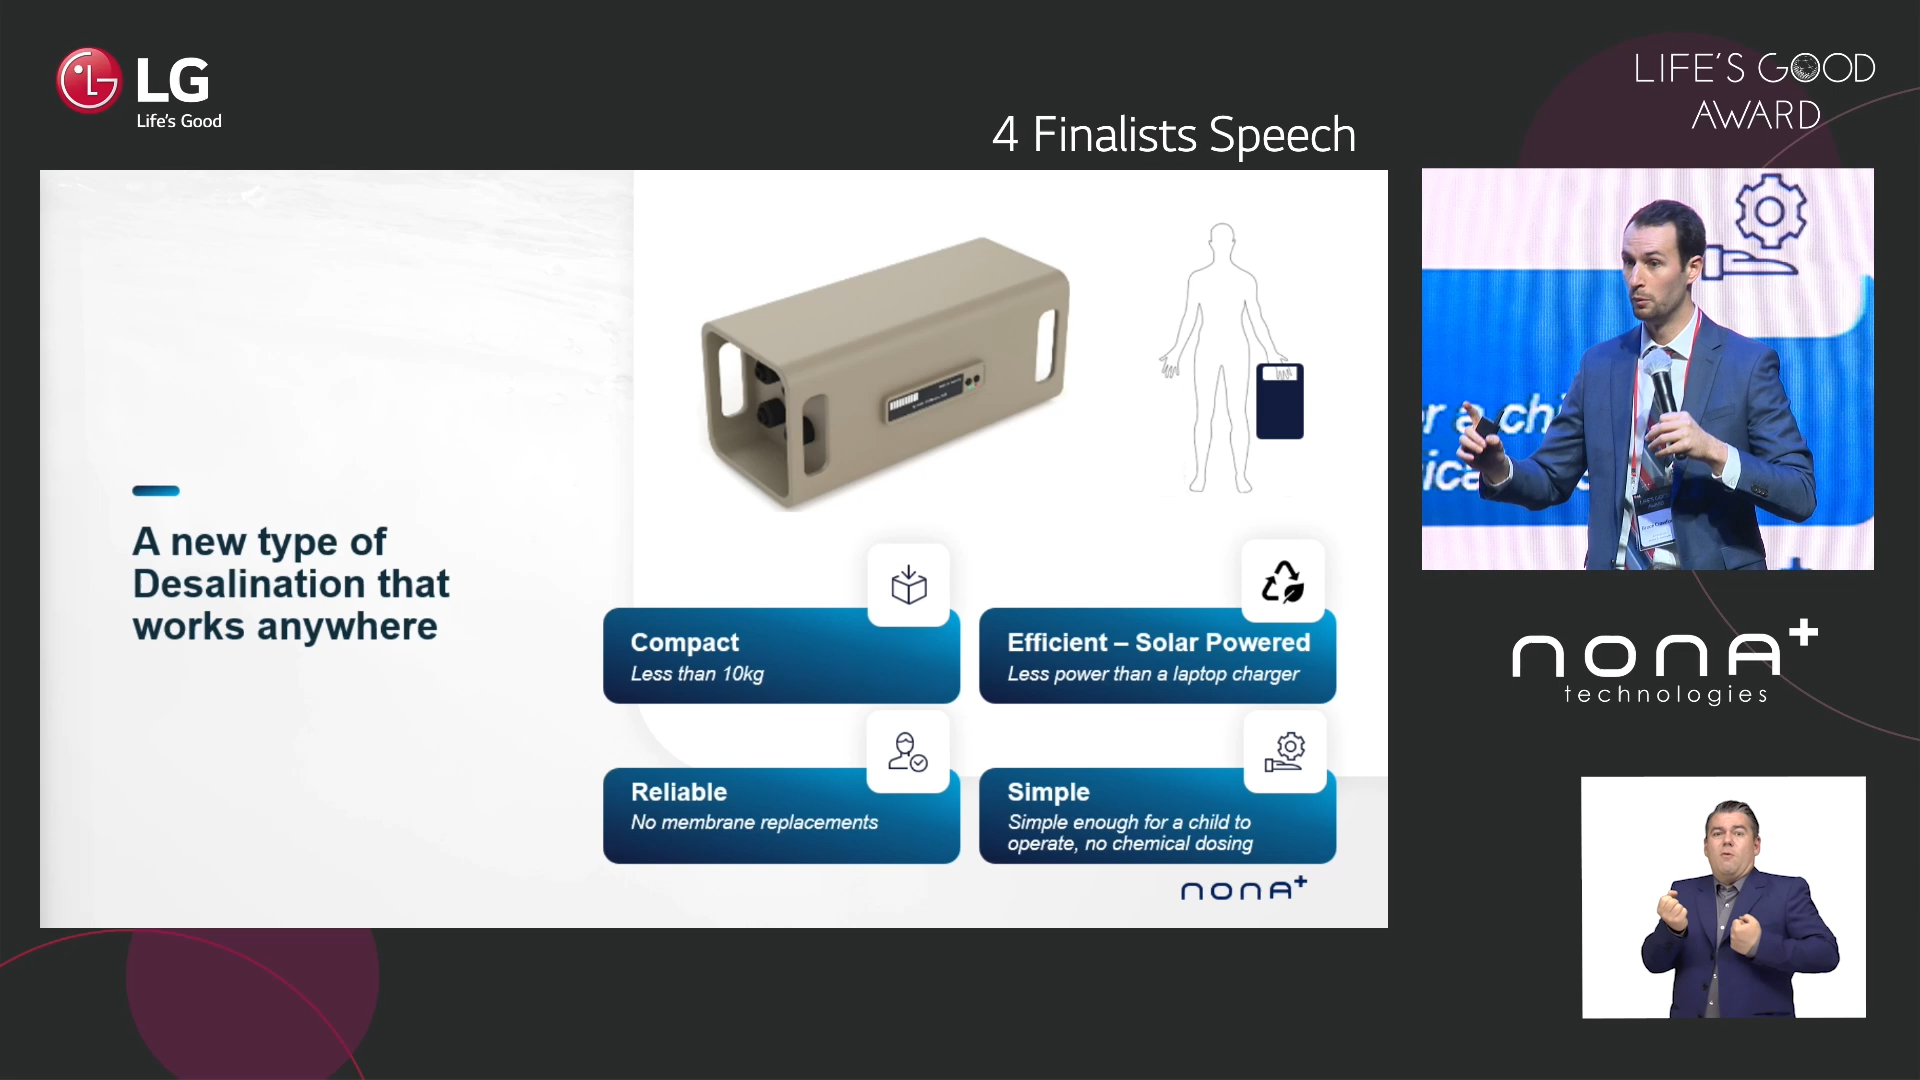 LG
Life's Good
LIFE'S GOOD
AWARD
4 Finalists Speech
A new type of
Desalination that
works anywhere
Compact
Less than 10kg
Efficient – Solar Powered
Less power than a laptop charger
Reliable
No membrane replacements
Simple
Simple enough for a child to
operate, no chemical dosing
nona+
r a chi
ica
nona+
technologies